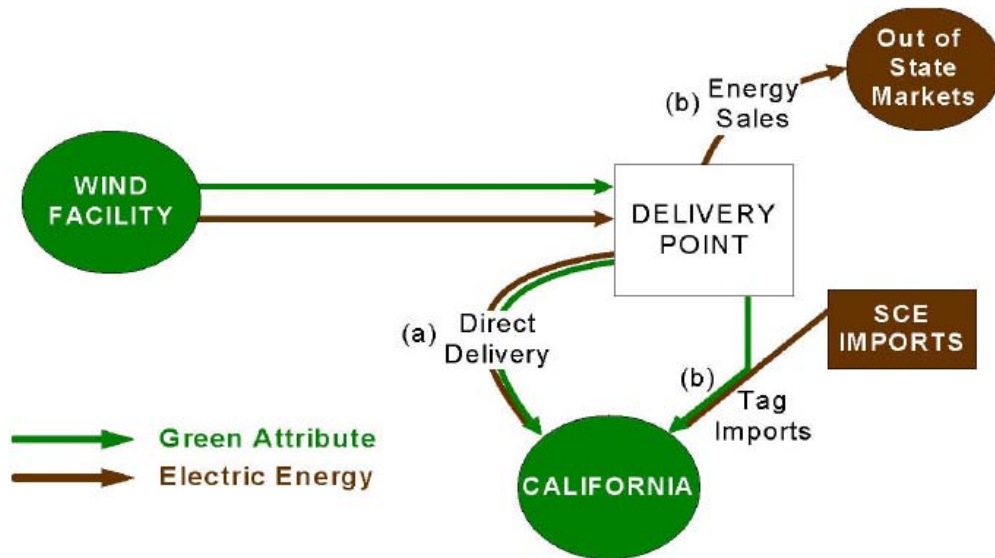 Out of
State
Markets
(b) Energy
Sales
WIND
FACILITY
DELIVERY
POINT
SCE
IMPORTS
(a) Direct
Delivery
(b)
Tag
Imports
Green Attribute
Electric Energy
CALIFORNIA